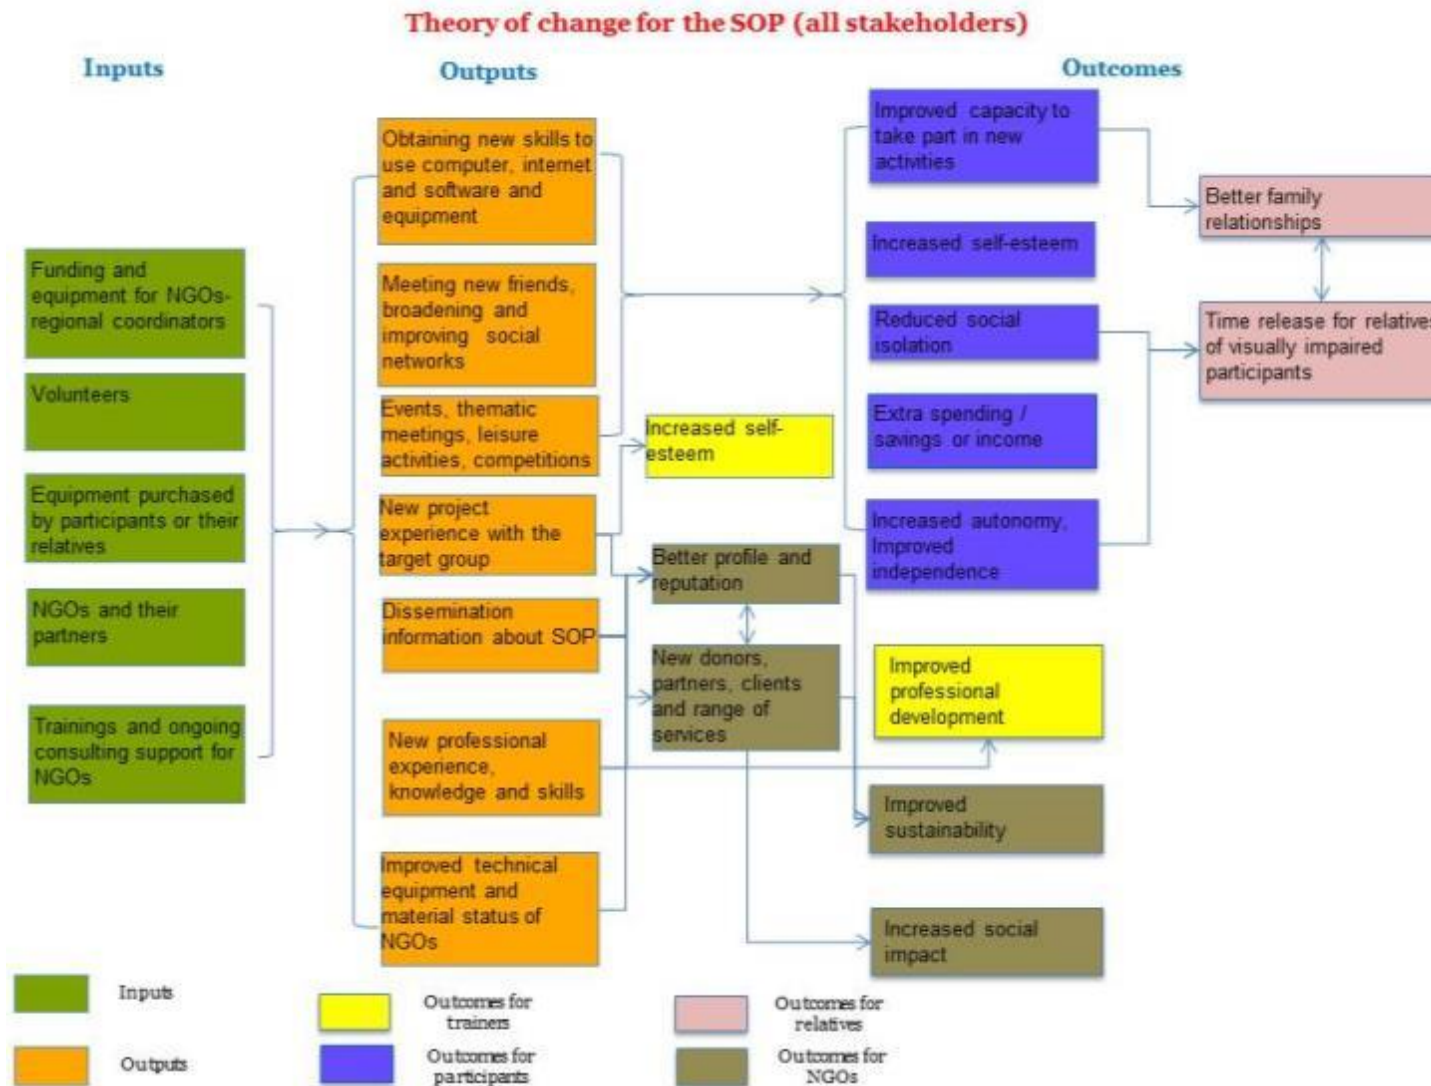 Theory of change for the SOP (all stakeholders)
Inputs
Outputs
Outcomes
Funding and
equipment for NGOs-
regional coordinators
Volunteers
Equipment purchased
by participants or their
relatives
NGOs and their
partners
Trainings and ongoing
consulting support for
NGOs
Obtaining new skills to
use computer, internet
and software and
equipment
Meeting new friends,
broadening and
improving social
networks
Events, thematic
meetings, leisure
activities, competitions
New project
experience with the
target group
Dissemination
information about SOP
New professional
experience,
knowledge and skills
Improved technical
equipment and
material status of
NGOs
Increased self-
esteem
Better profile and
reputation
New donors,
partners, clients
and range of
services
Improved capacity to
take part in new
activities
Increased self-esteem
Reduced social
isolation
Extra spending /
savings or income
Increased autonomy,
Improved
independence
Improved
professional
development
Improved
sustainability
Increased social
impact
Better family
relationships
Time release for relatives
of visually impaired
participants
Inputs
Outputs
Outcomes for
trainers
Outcomes for
participants
Outcomes for
relatives
Outcomes for
NGOs